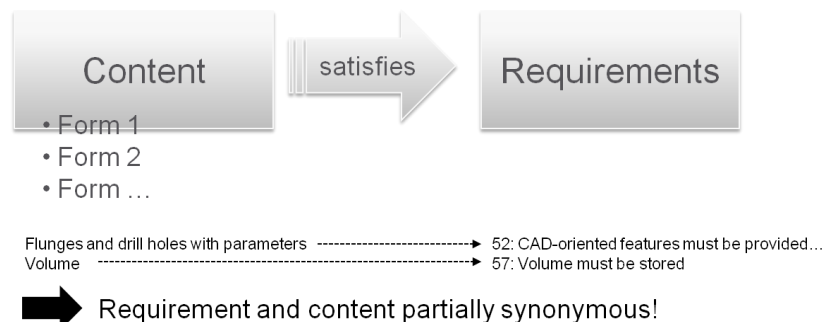 Content
satisfies
Requirements
• Form 1
• Form 2
• Form …
Flunges and drill holes with parameters
52: CAD-oriented features must be provided…
Volume
57: Volume must be stored
Requirement and content partially synonymous!